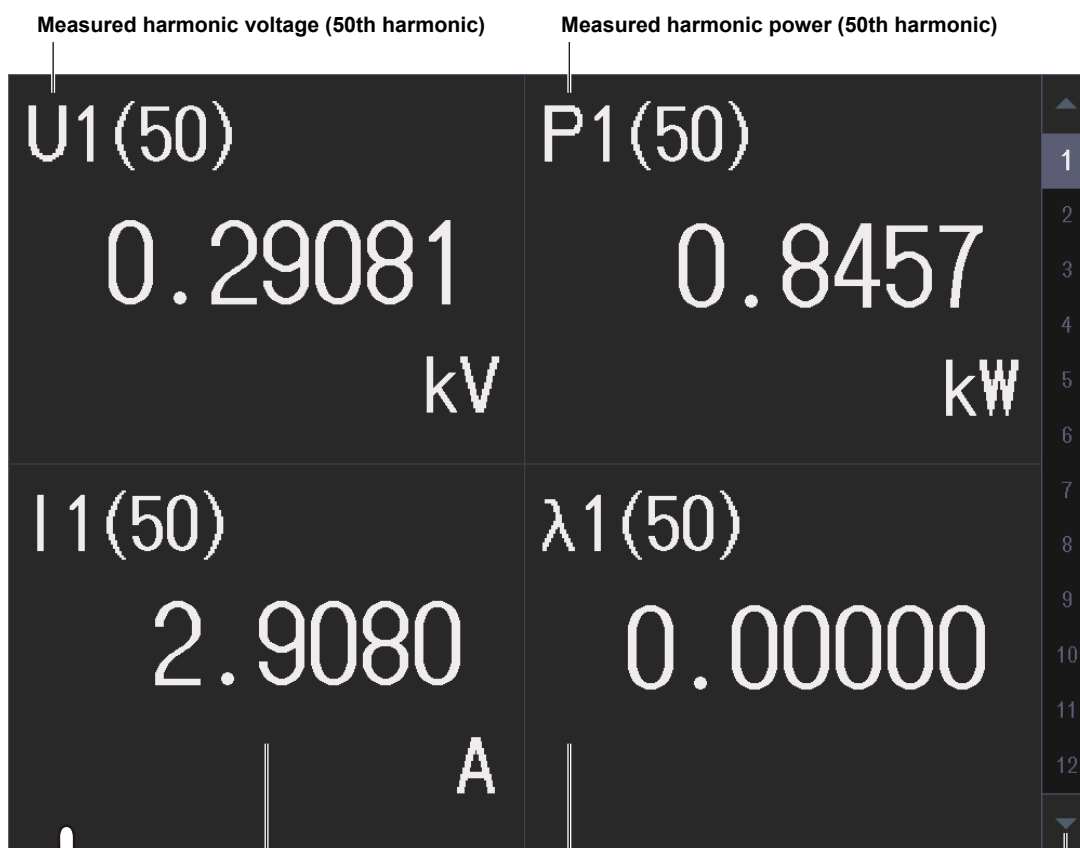 Measured harmonic voltage (50th harmonic) Measured harmonic power (50th harmonic)
U1(50)
0.29081
kV
P1(50)
0.8457
kW
I1(50)
2.9080
A
λ1(50)
0.00000
1
2
3
4
5
6
7
8
9
10
11
12